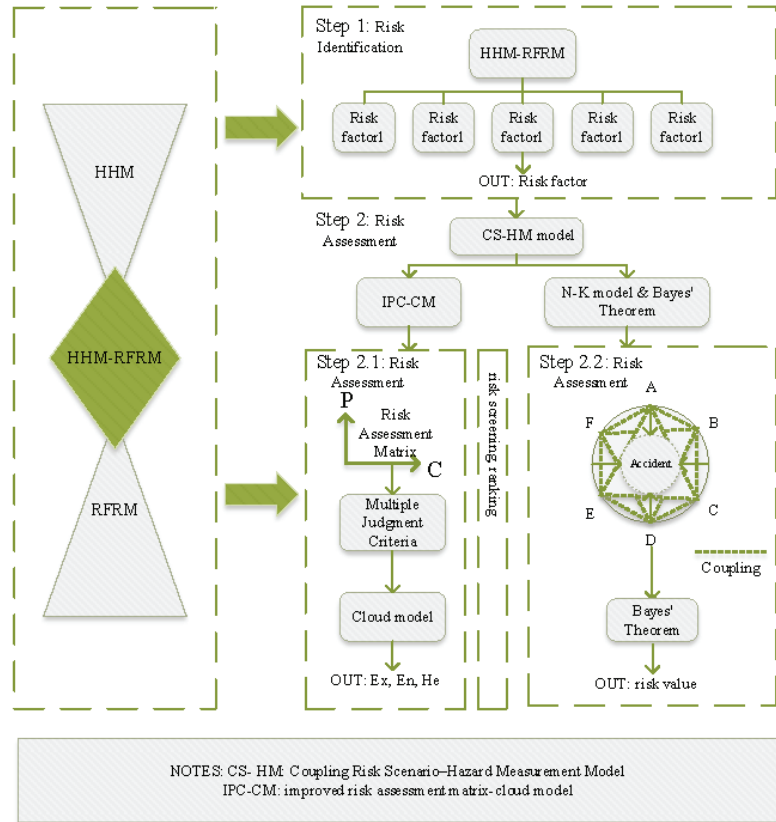 HHM
HHM-RFRM
RFRM
Step 1: Risk
Identification
HHM-RFRM
Risk
factor1
Risk
factor1
Risk
factor1
Risk
factor1
Risk
factor1
OUT: Risk factor
Step 2: Risk
Assessment
CS-HM model
IPC-CM
N-K model & Bayes'
Theorem
Step 2.1: Risk
Assessment
P
Risk
Assessment
Matrix
C
Multiple
Judgment
Criteria
Cloud model
OUT: Ex, En, He
risk screening ranking
Step 2.2: Risk
Assessment
A
F
B
Accident
E
C
D
Coupling
Bayes'
Theorem
OUT: risk value
NOTES: CS- HM: Coupling Risk Scenario–Hazard Measurement Model
IPC-CM: improved risk assessment matrix- cloud model